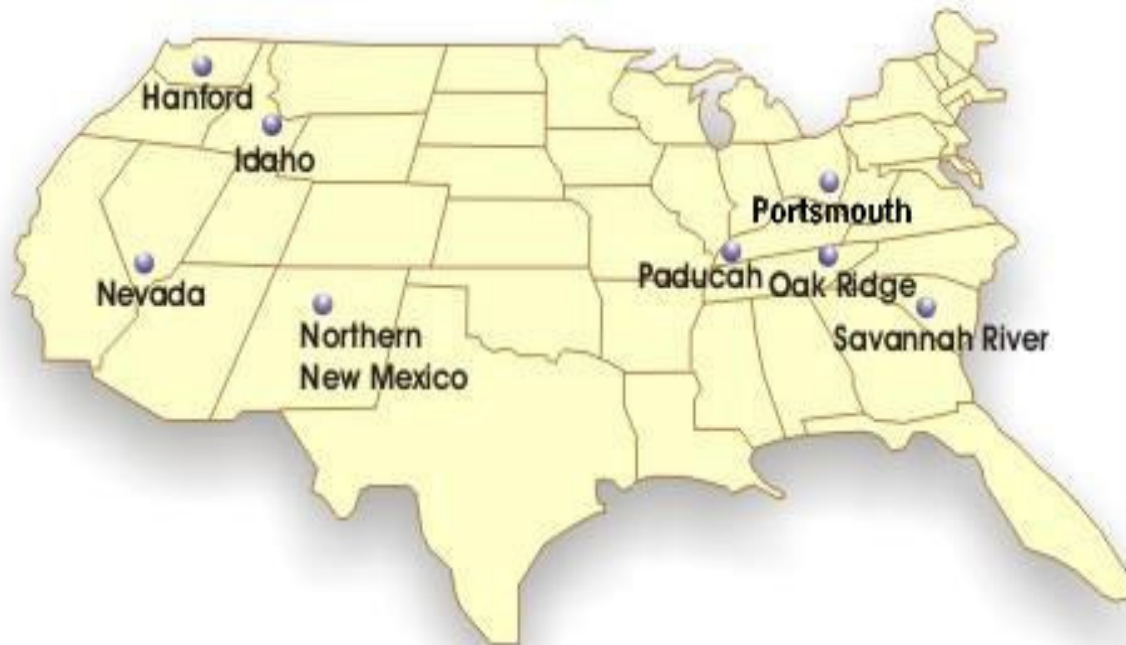 Hanford
Idaho
Portsmouth
Nevada
Paducah
Oak Ridge
Northern
New Mexico
Savannah River